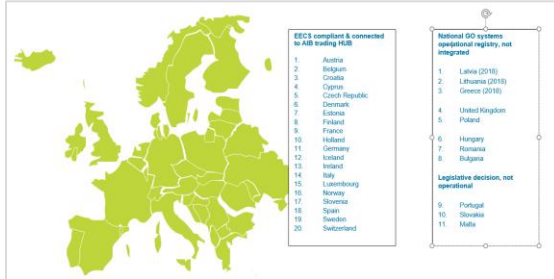 EECS compliant & connected
to AIB trading HUB
1. Austria
2. Belgium
3. Croatia
4. Cyprus
5. Czech Republic
6. Denmark
7. Estonia
8. Finland
9. France
10. Holland
11. Germany
12. Iceland
13. Ireland
14. Italy
15. Luxembourg
16. Norway
17. Slovenia
18. Spain
19. Sweden
20. Switzerland
National GO systems
operational registry, not
integrated
1. Latvia (2018)
2. Lithuania (2018)
3. Greece (2018)
4. United Kingdom
5. Poland
6. Hungary
7. Romania
8. Bulgaria
Legislative decision, not
operational
9. Portugal
10. Slovakia
11. Malta